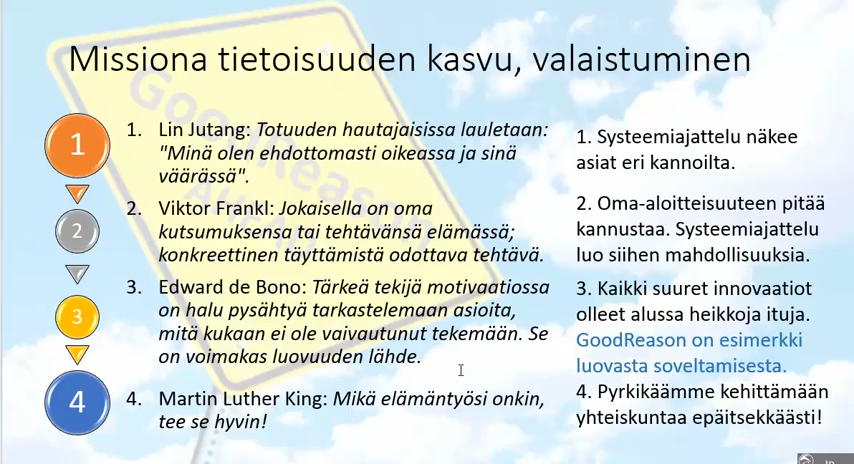 Missiona tietoisuuden kasvu, valaistuminen
GoodReason
1
2
3
4
1. Lin Jutang: Totuuden hautajaisissa lauletaan:
"Minä olen ehdottomasti oikeassa ja sinä
väärässä".
2. Viktor Frankl: Jokaisella on oma
kutsumuksensa tai tehtävänsä elämässä;
konkreettinen täyttämistä odottava tehtävä.
3. Edward de Bono: Tärkeä tekijä motivaatiossa
on halu pysähtyä tarkastelemaan asioita,
mitä kukaan ei ole vaivautunut tekemään. Se
on voimakas luovuuden lähde.
4. Martin Luther King: Mikä elämäntyösi onkin,
tee se hyvin!
1. Systeemiajattelu näkee
asiat eri kannoilta.
2. Oma-aloitteisuuteen pitää
kannustaa. Systeemiajattelu
luo siihen mahdollisuuksia.
3. Kaikki suuret innovaatiot
olleet alussa heikkoja ituja.
GoodReason on esimerkki
luovasta soveltamisesta.
4. Pyrkikäämme kehittämään
yhteiskuntaa epäitsekkäästi!